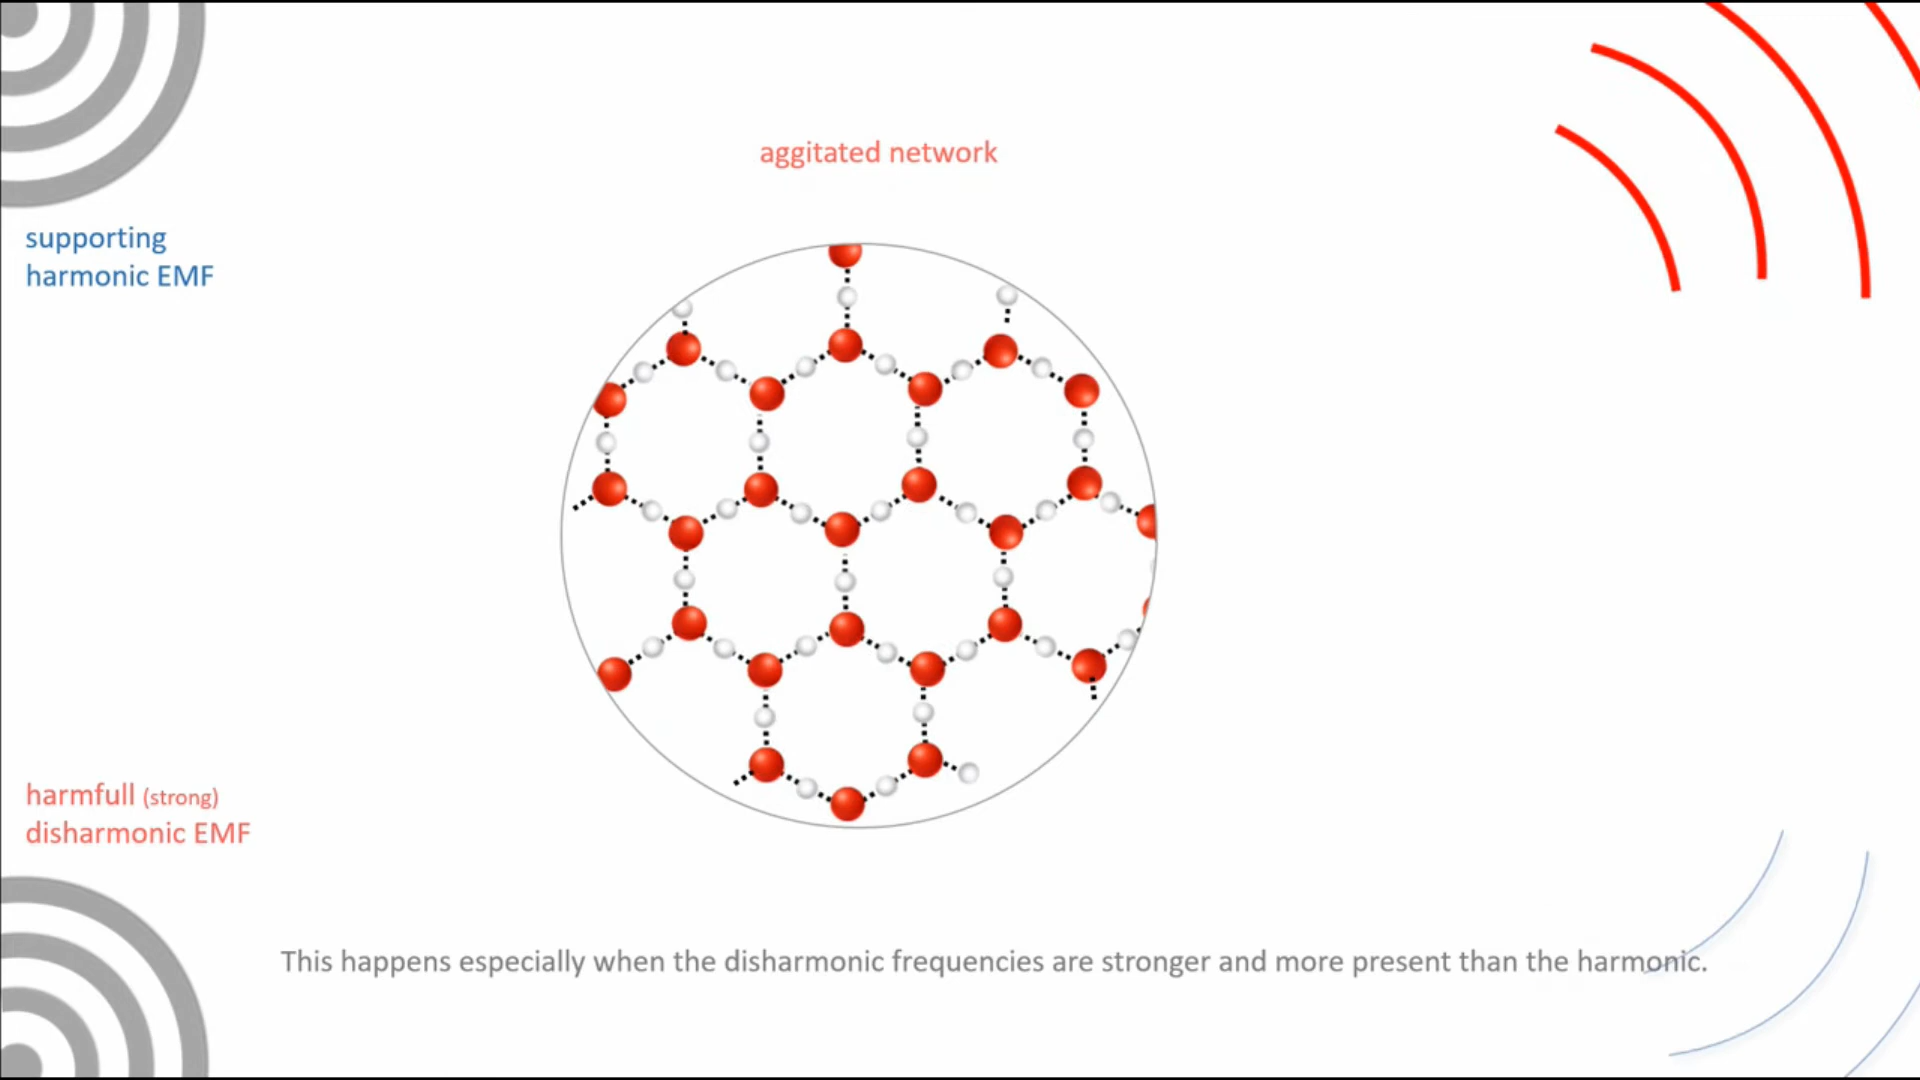 aggitated network
supporting
harmonic EMF
harmfull (strong)
disharmonic EMF
This happens especially when the disharmonic frequencies are stronger and more present than the harmonic.